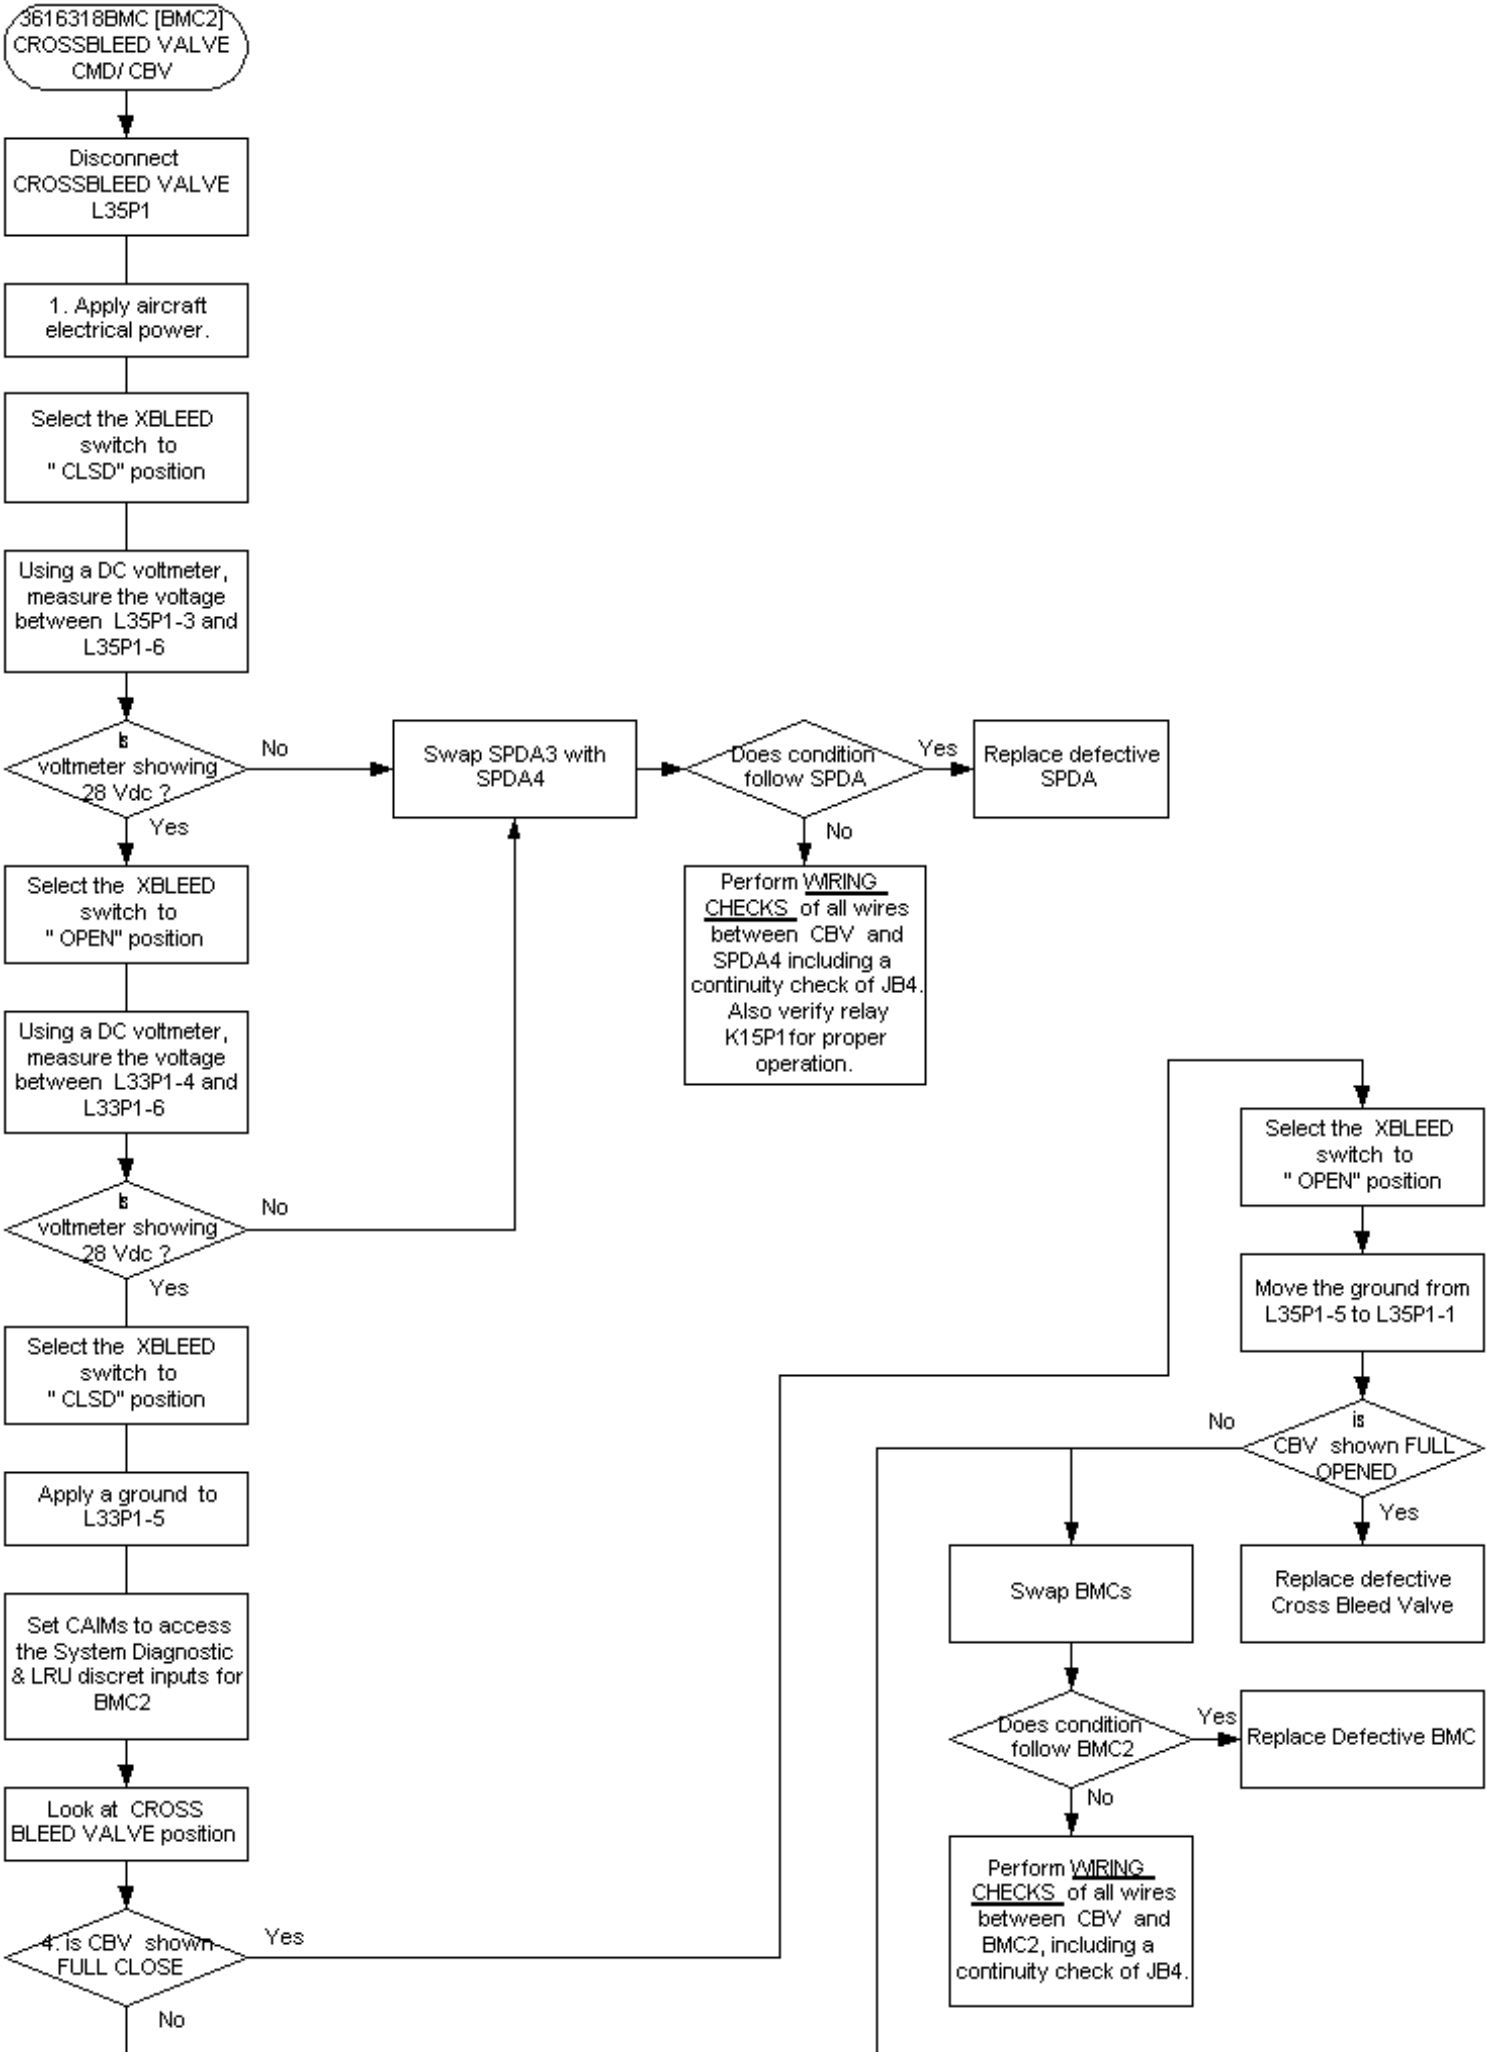 3616318BMC [BMC2]
CROSSBLEED VALVE
CMD/ CBV
Disconnect
CROSSBLEED VALVE
L35P1
1. Apply aircraft
electrical power.
Select the XBLEED
switch to
" CLSD" position
Using a DC voltmeter,
measure the voltage
between L35P1-3 and
L35P1-6
Is
voltmeter showing
28 Vdc ?
No
Yes
Swap SPDA3 with
SPDA4
Does condition
follow SPDA
Yes
No
Replace defective
SPDA
Perform WIRING
CHECKS of all wires
between CBV and
SPDA4 including a
continuity check of JB4.
Also verify relay
K15P1for proper
operation.
Select the XBLEED
switch to
" OPEN" position
Using a DC voltmeter,
measure the voltage
between L33P1-4 and
L33P1-6
Is
voltmeter showing
28 Vdc ?
No
Yes
Select the XBLEED
switch to
" CLSD" position
Apply a ground to
L33P1-5
Set CAIMs to access
the System Diagnostic
& LRU discret inputs for
BMC2
Look at CROSS
BLEED VALVE position
4. is CBV shown
FULL CLOSE
Yes
No
Select the XBLEED
switch to
" OPEN" position
Move the ground from
L35P1-5 to L35P1-1
is
CBV shown FULL
OPENED
No
Yes
Replace defective
Cross Bleed Valve
Swap BMCs
Does condition
follow BMC2
Yes
No
Replace Defective BMC
Perform WIRING
CHECKS of all wires
between CBV and
BMC2, including a
continuity check of JB4.